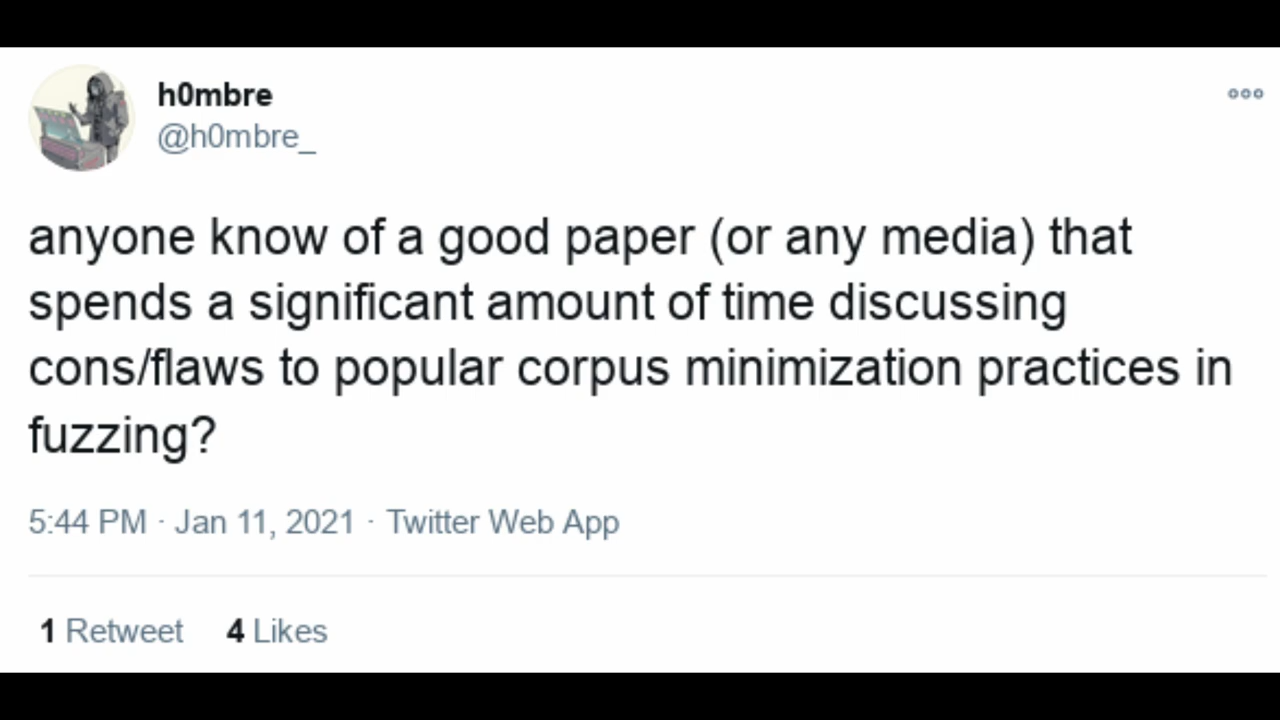 h0mbre
@h0mbre_
anyone know of a good paper (or any media) that
spends a significant amount of time discussing
cons/flaws to popular corpus minimization practices in
fuzzing?
5:44 PM · Jan 11, 2021 · Twitter Web App
1 Retweet 4 Likes